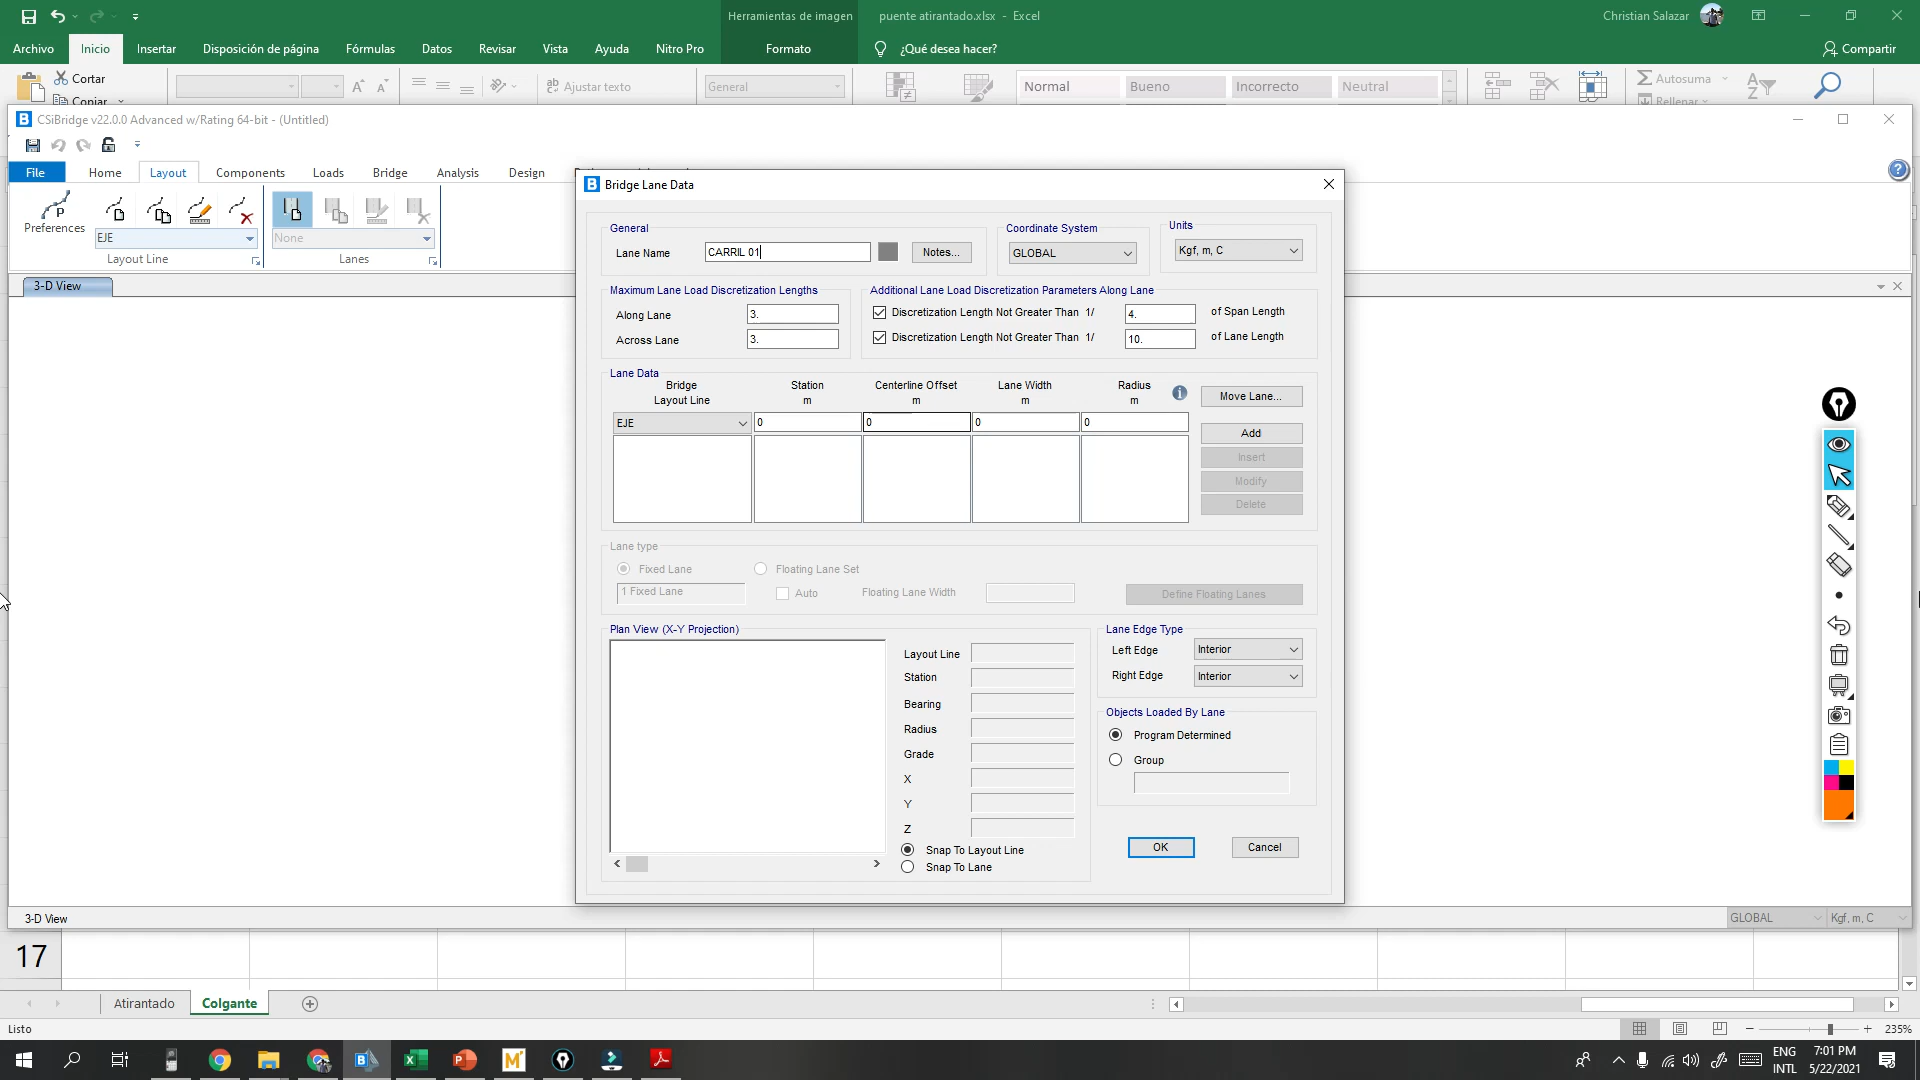 Herramientas de imagen
puente atirantado.xlsx - Excel
Christian Salazar
Archivo Inicio Insertar Disposición de página Fórmulas Datos Revisar Vista Ayuda Nitro Pro Formato ¿Qué desea hacer? Compartir
Cortar
Copiar
Ajustar texto
General
Normal Bueno Incorrecto Neutral
Autosuma
Rellenar
CSiBridge v22.0.0 Advanced w/Rating 64-bit - (Untitled)
File Home Layout Components Loads Bridge Analysis Design
Preferences
EJE
None
Layout Line
Lanes
3-D View
Bridge Lane Data
General
Lane Name CARRIL 01 Notes...
Coordinate System
GLOBAL
Units
Kgf, m, C
Maximum Lane Load Discretization Lengths
Along Lane 3.
Across Lane 3.
Additional Lane Load Discretization Parameters Along Lane
Discretization Length Not Greater Than 1/ 4. of Span Length
Discretization Length Not Greater Than 1/ 10. of Lane Length
Lane Data
Bridge Station Centerline Offset Lane Width Radius
Layout Line m m m m
EJE 0 0 0 0
Move Lane...
Add
Insert
Modify
Delete
Lane type
Fixed Lane Floating Lane Set
1 Fixed Lane Auto Floating Lane Width Define Floating Lanes
Plan View (X-Y Projection)
Layout Line
Station
Bearing
Radius
Grade
X
Y
Z
Snap To Layout Line
Snap To Lane
Lane Edge Type
Left Edge Interior
Right Edge Interior
Objects Loaded By Lane
Program Determined
Group
OK Cancel
3-D View
GLOBAL Kgf, m, C
17
Atirantado Colgante
Listo
235%
ENG
INTL
7:01 PM
5/22/2021